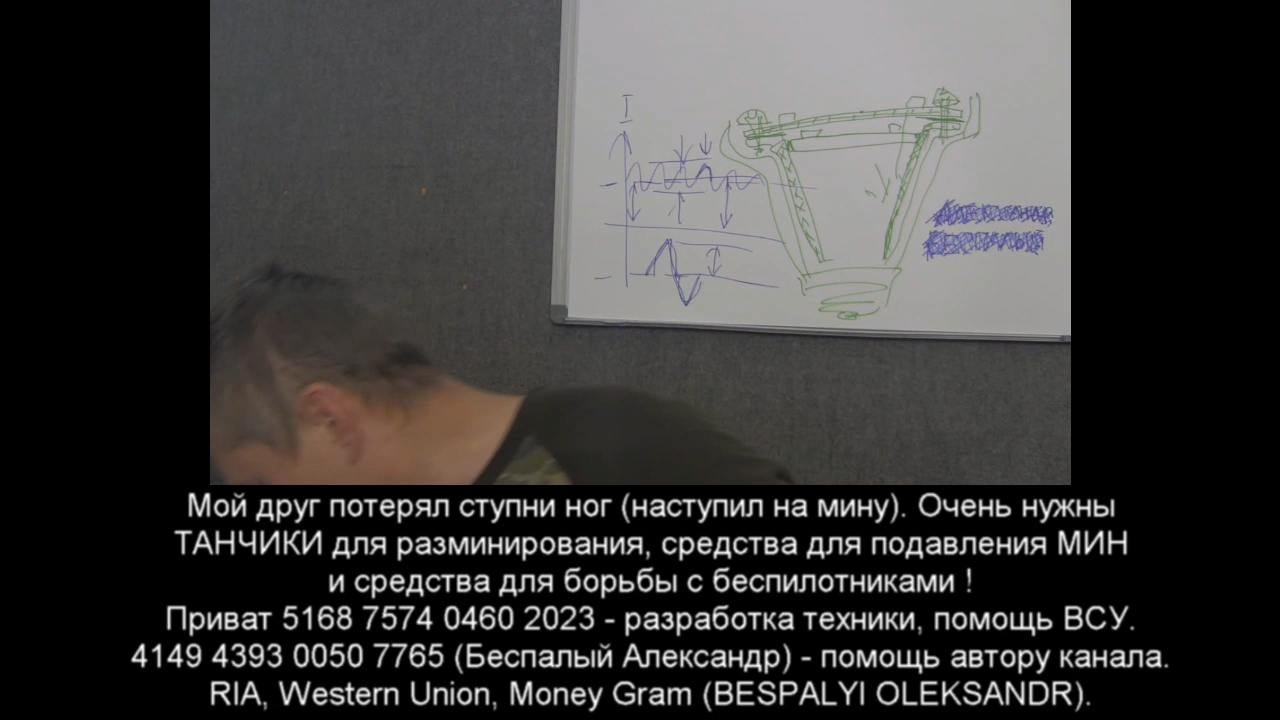 I
Мой друг потерял ступни ног (наступил на мину). Очень нужны
ТАНЧИКИ для разминирования, средства для подавления МИН
и средства для борьбы с беспилотниками !
Приват 5168 7574 0460 2023 - разработка техники, помощь ВСУ.
4149 4393 0050 7765 (Беспалый Александр) - помощь автору канала.
RIA, Western Union, Money Gram (BESPALYI OLEKSANDR).